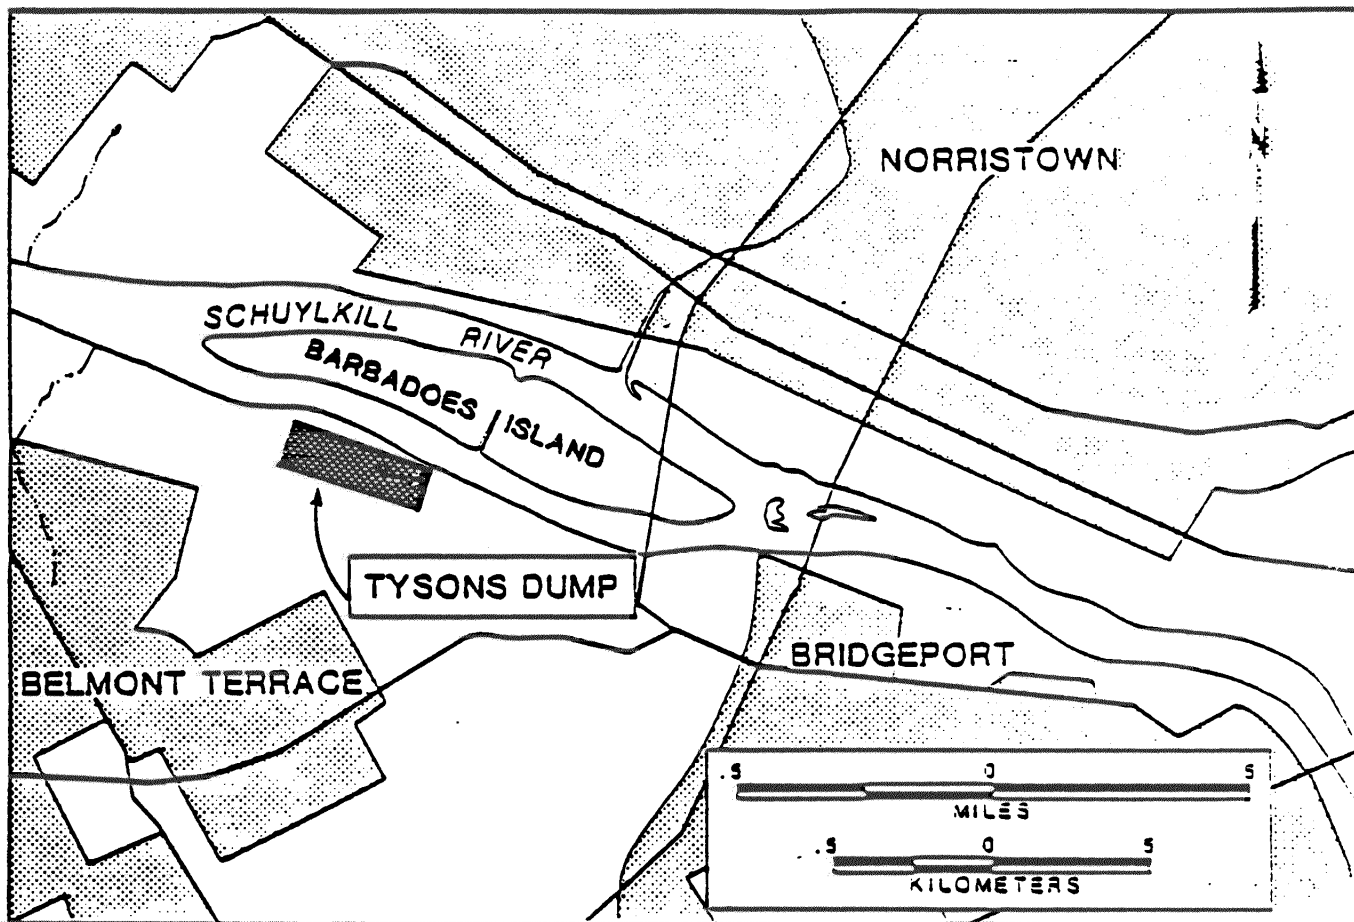 NORRISTOWN
SCHUYLKILL
RIVER
BARBADOES
ISLAND
TYSONS DUMP
BRIDGEPORT
BELMONT TERRACE
.5 0 5
MILES
.5 0 5
KILOMETERS